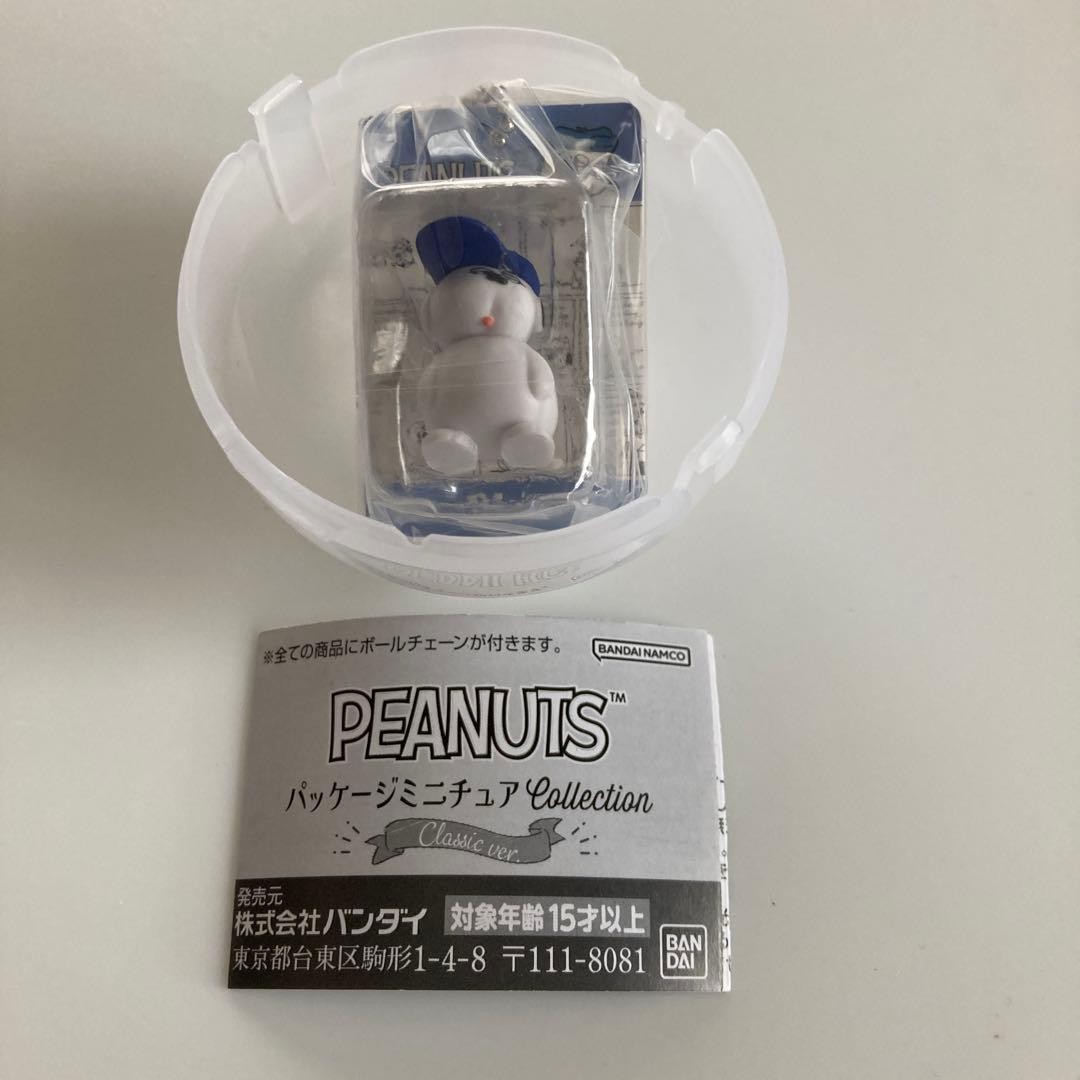 PEANUTS
※全ての商品にボールチェーンが付きます。
BANDAI NAMCO
PEANUTS™
パッケージミニチュア Collection
Classic ver.
発売元
株式会社バンダイ 対象年齢15才以上
東京都台東区駒形1-4-8 〒111-8081
BAN
DAI